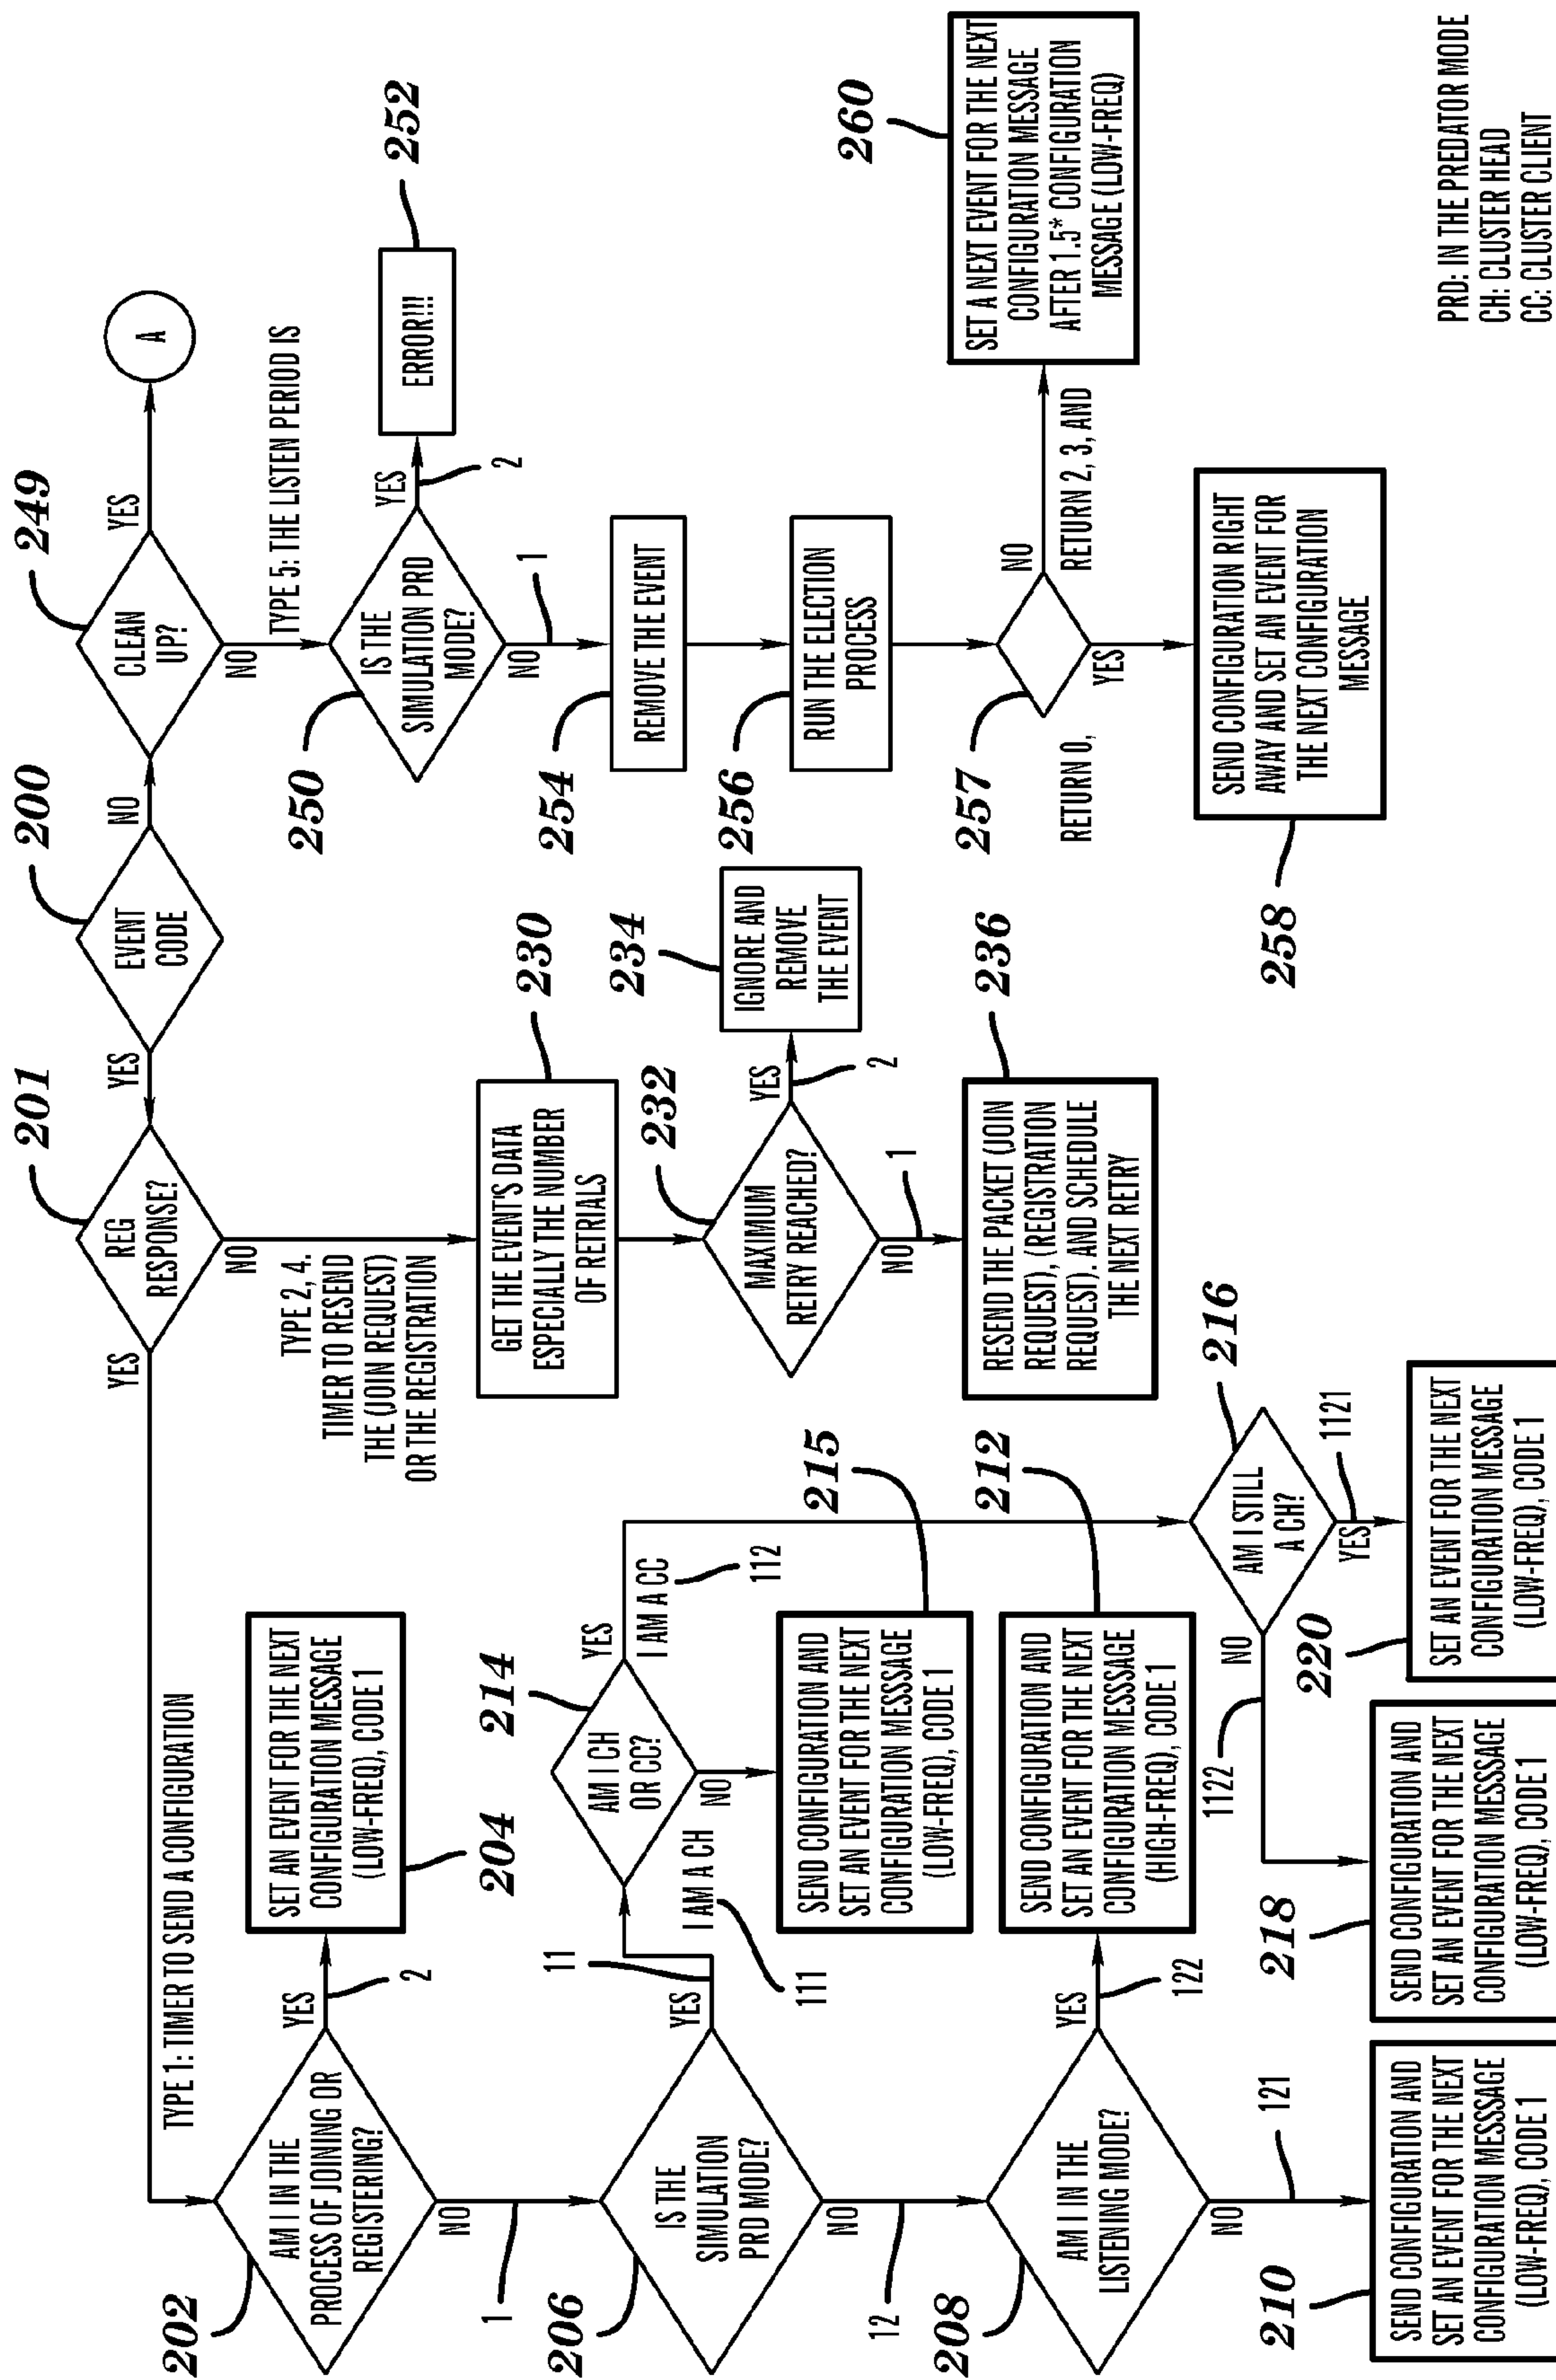 201
200
249
REG
RESPONSE?
YES
NO
YES
EVENT
CODE
NO
CLEAN
UP?
YES
NO
A
TYPE 1: TIMER TO SEND A CONFIGURATION
202
AM I IN THE
PROCESS OF JOINING OR
REGISTERING?
YES
2
NO
1
SET AN EVENT FOR THE NEXT
CONFIGURATION MESSAGE
(LOW-FREQ), CODE 1
204
206
IS THE
SIMULATION
PRD MODE?
YES
11
NO
12
214
AM I CH
OR CC?
YES
I AM A CC
112
NO
I AM A CH
111
SEND CONFIGURATION AND
SET AN EVENT FOR THE NEXT
CONFIGURATION MESSSAGE
(LOW-FREQ), CODE 1
215
208
AM I IN THE
LISTENING MODE?
YES
122
NO
121
SEND CONFIGURATION AND
SET AN EVENT FOR THE NEXT
CONFIGURATION MESSSAGE
(HIGH-FREQ), CODE 1
212
216
AM I STILL
A CH?
NO
1122
YES
1121
210
SEND CONFIGURATION AND
SET AN EVENT FOR THE NEXT
CONFIGURATION MESSSAGE
(LOW-FREQ), CODE 1
218
SEND CONFIGURATION AND
SET AN EVENT FOR THE NEXT
CONFIGURATION MESSSAGE
(LOW-FREQ), CODE 1
220
SET AN EVENT FOR THE NEXT
CONFIGURATION MESSAGE
(LOW-FREQ), CODE 1
TYPE 2, 4.
TIMER TO RESEND
THE (JOIN REQUEST)
OR THE REGISTRATION
230
GET THE EVENT'S DATA
ESPECIALLY THE NUMBER
OF RETRIALS
232
MAXIMUM
RETRY REACHED?
YES
2
NO
1
234
IGNORE AND
REMOVE
THE EVENT
236
RESEND THE PACKET (JOIN
REQUEST), (REGISTRATION
REQUEST). AND SCHEDULE
THE NEXT RETRY
TYPE 5: THE LISTEN PERIOD IS
250
IS THE
SIMULATION PRD
MODE?
YES
2
NO
1
252
ERROR!!!
254
REMOVE THE EVENT
256
RUN THE ELECTION
PROCESS
257
NO
RETURN 2, 3, AND
YES
RETURN 0,
258
SEND CONFIGURATION RIGHT
AWAY AND SET AN EVENT FOR
THE NEXT CONFIGURATION
MESSAGE
260
SET A NEXT EVENT FOR THE NEXT
CONFIGURATION MESSAGE
AFTER 1.5* CONFIGURATION
MESSAGE (LOW-FREQ)
PRD: IN THE PREDATOR MODE
CH: CLUSTER HEAD
CC: CLUSTER CLIENT